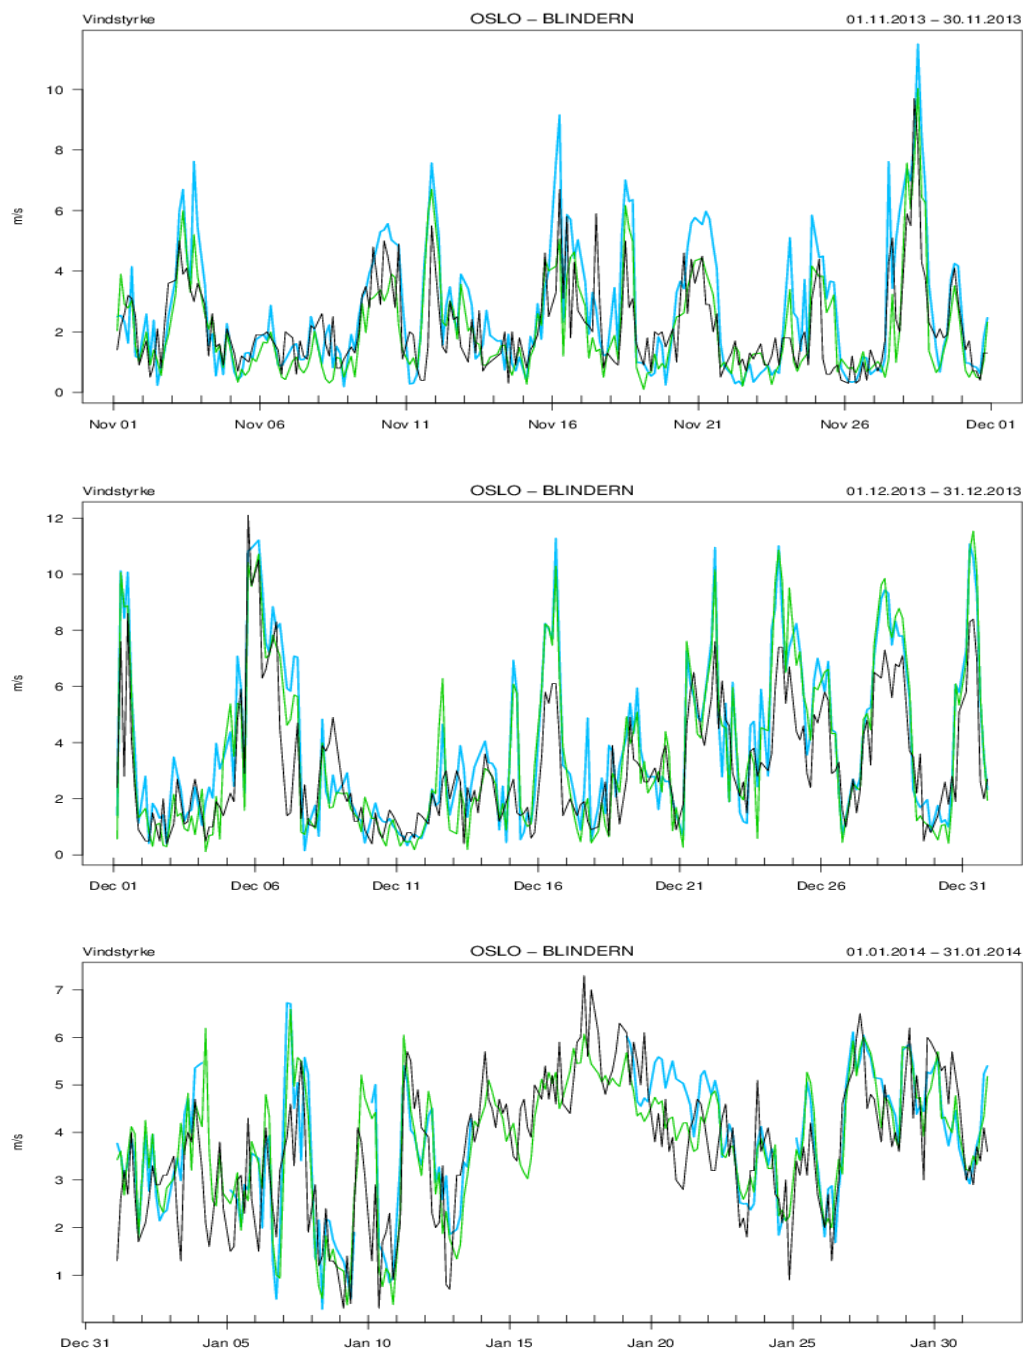 Vindstyrke OSLO – BLINDERN 01.11.2013 – 30.11.2013
10
8
6
4
2
0
m/s
Nov 01 Nov 06 Nov 11 Nov 16 Nov 21 Nov 26 Dec 01
Vindstyrke OSLO – BLINDERN 01.12.2013 – 31.12.2013
12
10
8
6
4
2
0
m/s
Dec 01 Dec 06 Dec 11 Dec 16 Dec 21 Dec 26 Dec 31
Vindstyrke OSLO – BLINDERN 01.01.2014 – 31.01.2014
7
6
5
4
3
2
1
m/s
Dec 31 Jan 05 Jan 10 Jan 15 Jan 20 Jan 25 Jan 30